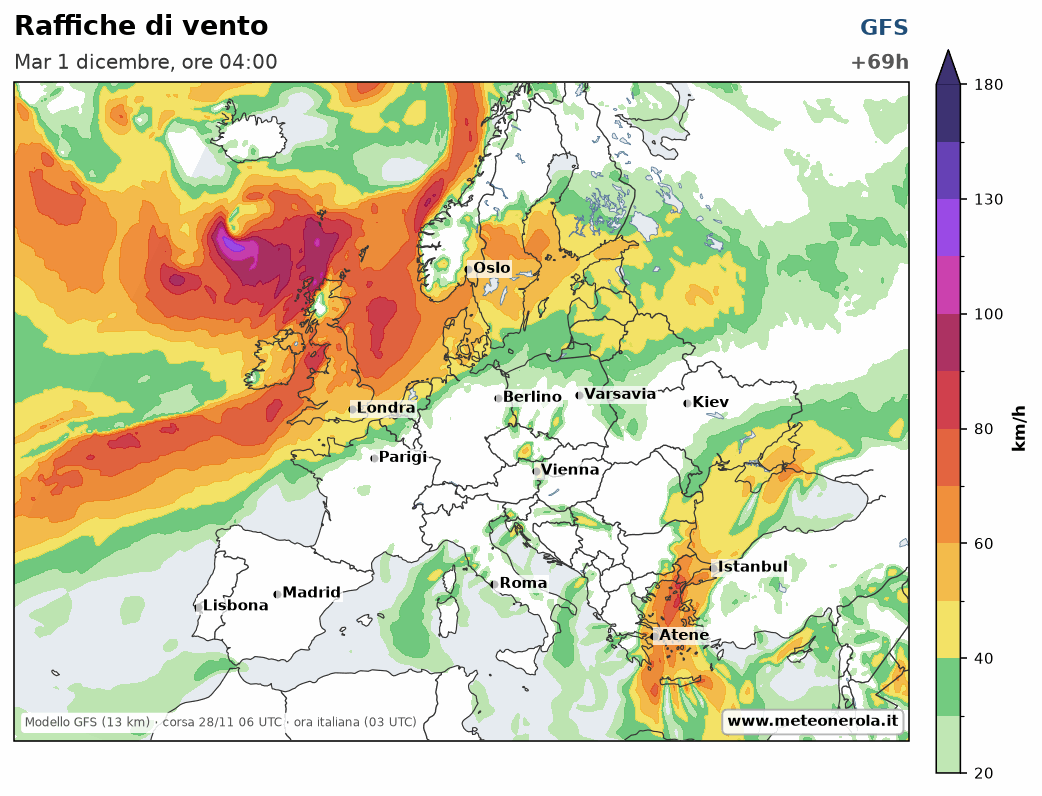 Raffiche di vento
GFS
Mar 1 dicembre, ore 04:00
+69h
180
130
100
80
60
40
20
km/h
Oslo
Londra
Berlino
Varsavia
Kiev
Parigi
Vienna
Istanbul
Roma
Madrid
Lisbona
Atene
Modello GFS (13 km) · corsa 28/11 06 UTC · ora italiana (03 UTC)
www.meteonerola.it